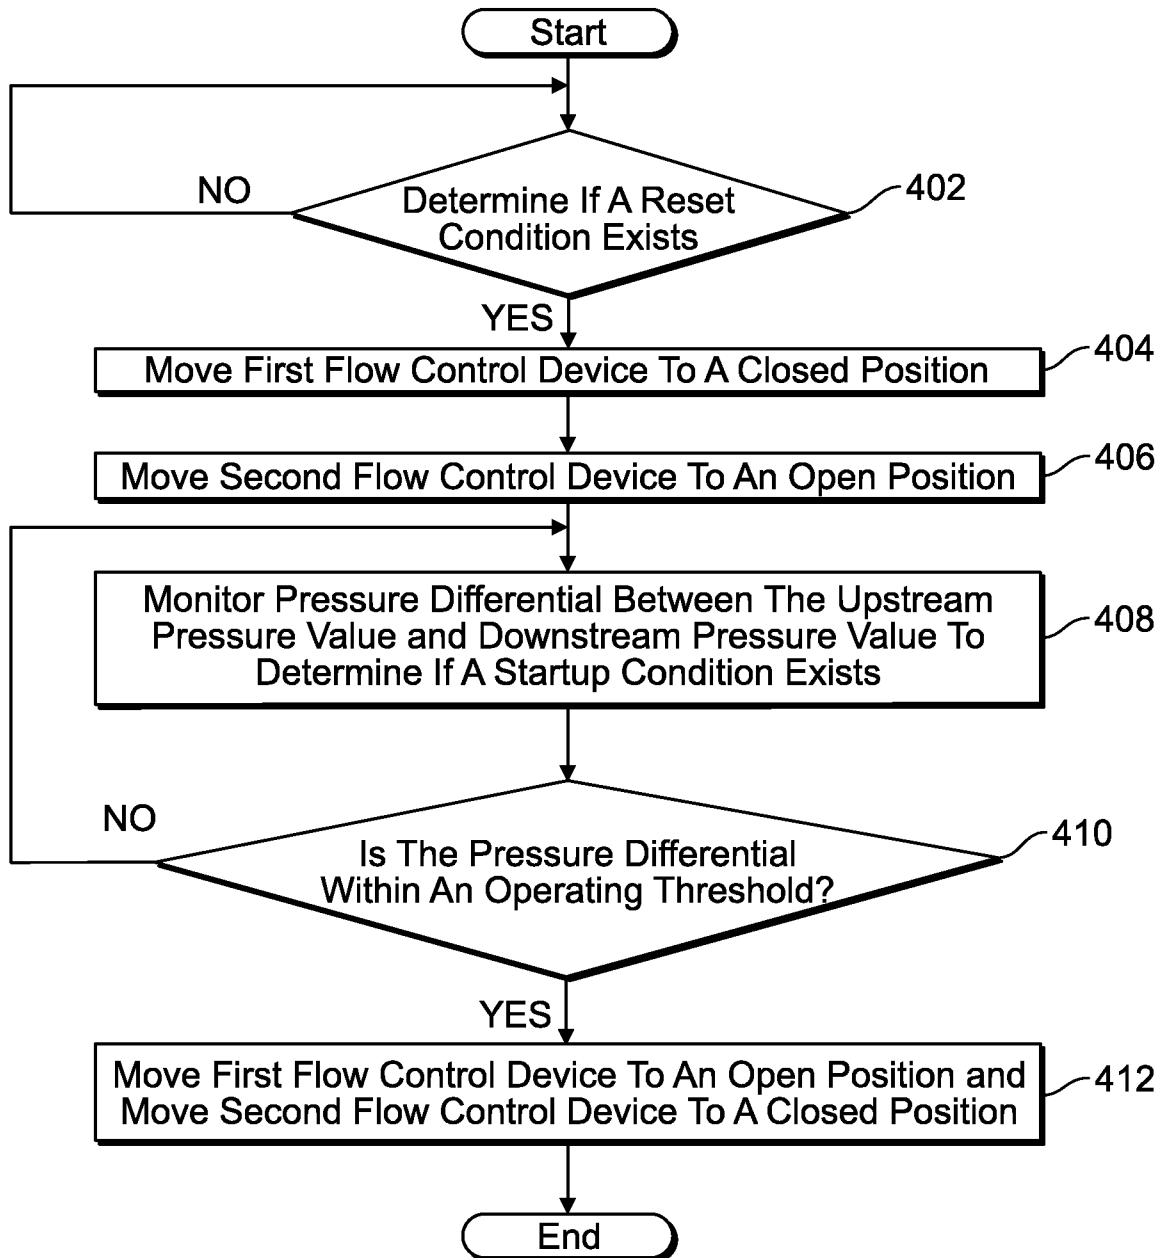 Start
NO
Determine If A Reset
Condition Exists
402
YES
Move First Flow Control Device To A Closed Position
404
Move Second Flow Control Device To An Open Position
406
Monitor Pressure Differential Between The Upstream
Pressure Value and Downstream Pressure Value To
Determine If A Startup Condition Exists
408
NO
Is The Pressure Differential
Within An Operating Threshold?
410
YES
Move First Flow Control Device To An Open Position and
Move Second Flow Control Device To A Closed Position
412
End